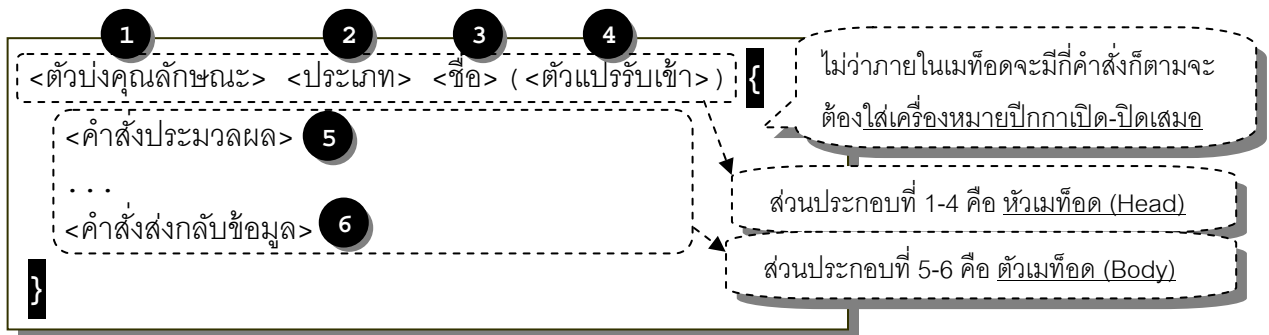 1 2 3 4
<ตัวบ่งคุณลักษณะ> <ประเภท> <ชื่อ> (<ตัวแปรรับเข้า>) {
<คำสั่งประมวลผล> 5
...
<คำสั่งส่งกลับข้อมูล> 6
}
ไม่ว่าภายในเมท็อดจะมีกี่คำสั่งก็ตามจะ
ต้องใส่เครื่องหมายปีกกาเปิด-ปิดเสมอ
ส่วนประกอบที่ 1-4 คือ หัวเมท็อด (Head)
ส่วนประกอบที่ 5-6 คือ ตัวเมท็อด (Body)